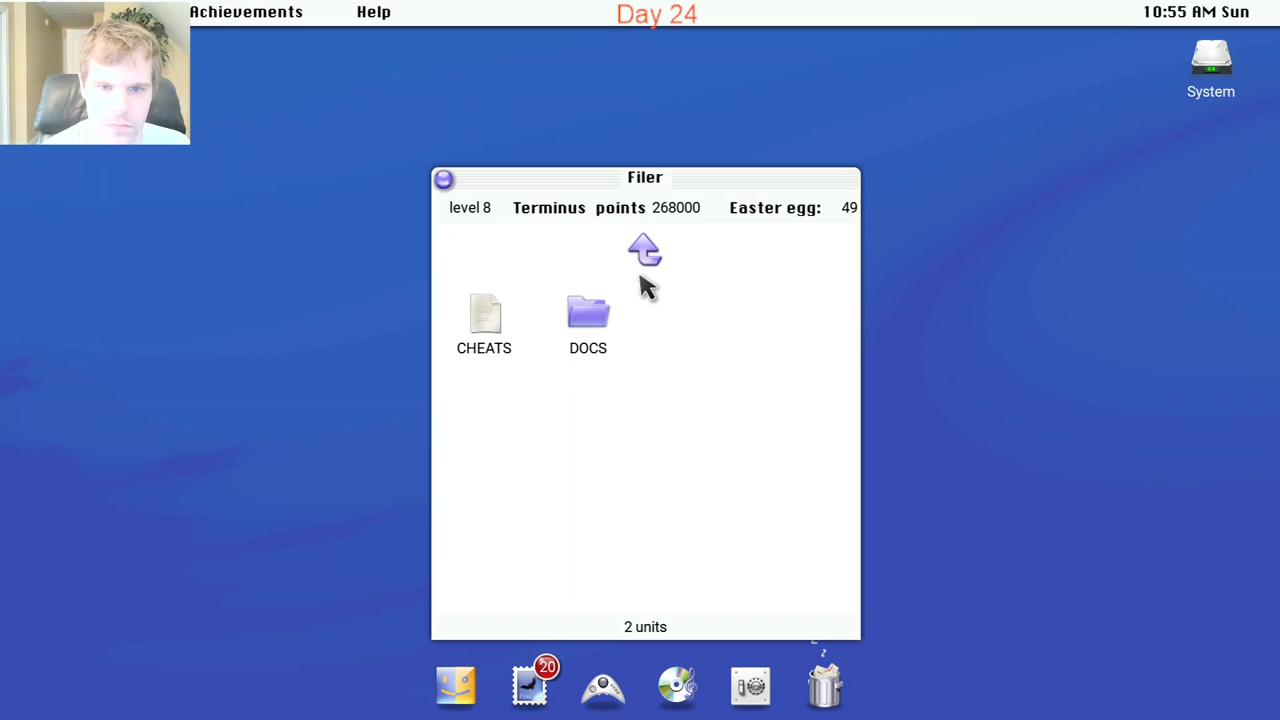 Achievements Help Day 24 10:55 AM Sun
System
Filer
level 8 Terminus points 268000 Easter egg: 49
CHEATS DOCS
2 units
20